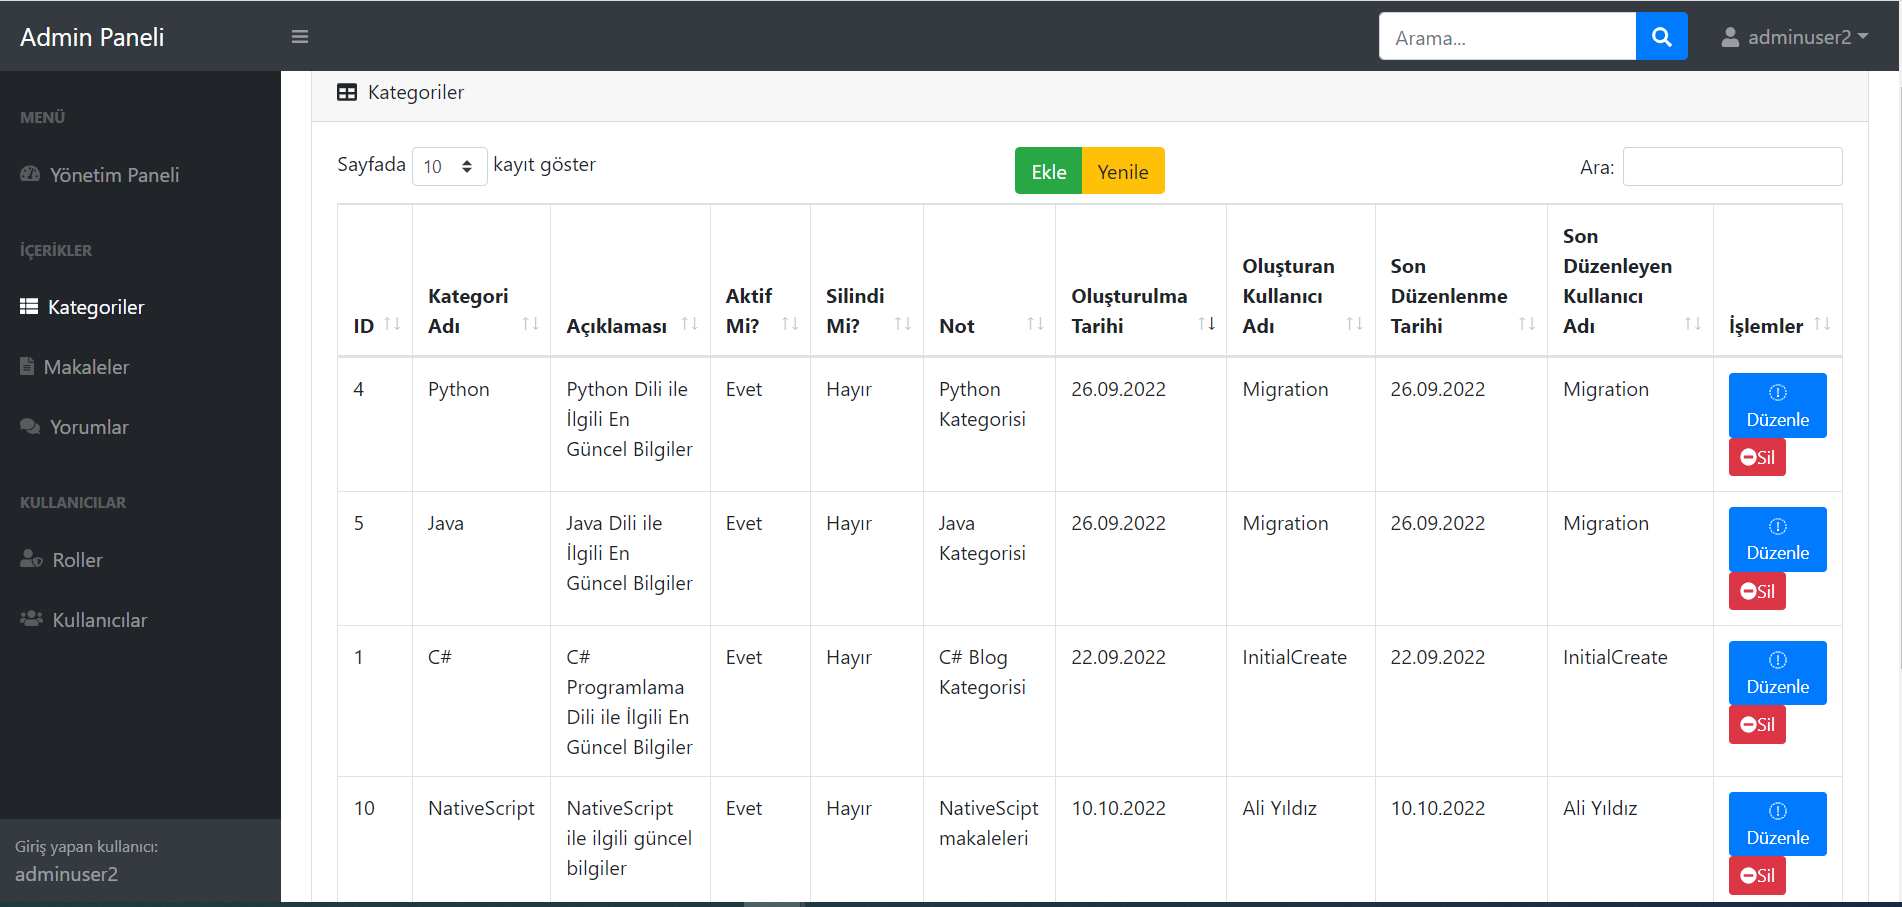 Admin Paneli
Arama...
adminuser2
MENÜ
Yönetim Paneli
İÇERİKLER
Kategoriler
Makaleler
Yorumlar
KULLANICILAR
Roller
Kullanıcılar
Giriş yapan kullanıcı:
adminuser2
Kategoriler
Sayfada 10 kayıt göster
Ekle Yenile
Ara:
ID
Kategori
Adı
Açıklaması
Aktif
Mi?
Silindi
Mi?
Not
Oluşturulma
Tarihi
Oluşturan
Kullanıcı
Adı
Son
Düzenlenme
Tarihi
Son
Düzenleyen
Kullanıcı
Adı
İşlemler
4
Python
Python Dili ile
İlgili En
Güncel Bilgiler
Evet
Hayır
Python
Kategorisi
26.09.2022
Migration
26.09.2022
Migration
Düzenle
Sil
5
Java
Java Dili ile
İlgili En
Güncel Bilgiler
Evet
Hayır
Java
Kategorisi
26.09.2022
Migration
26.09.2022
Migration
Düzenle
Sil
1
C#
C#
Programlama
Dili ile İlgili En
Güncel Bilgiler
Evet
Hayır
C# Blog
Kategorisi
22.09.2022
InitialCreate
22.09.2022
InitialCreate
Düzenle
Sil
10
NativeScript
NativeScript
ile ilgili güncel
bilgiler
Evet
Hayır
NativeScipt
makaleleri
10.10.2022
Ali Yıldız
10.10.2022
Ali Yıldız
Düzenle
Sil